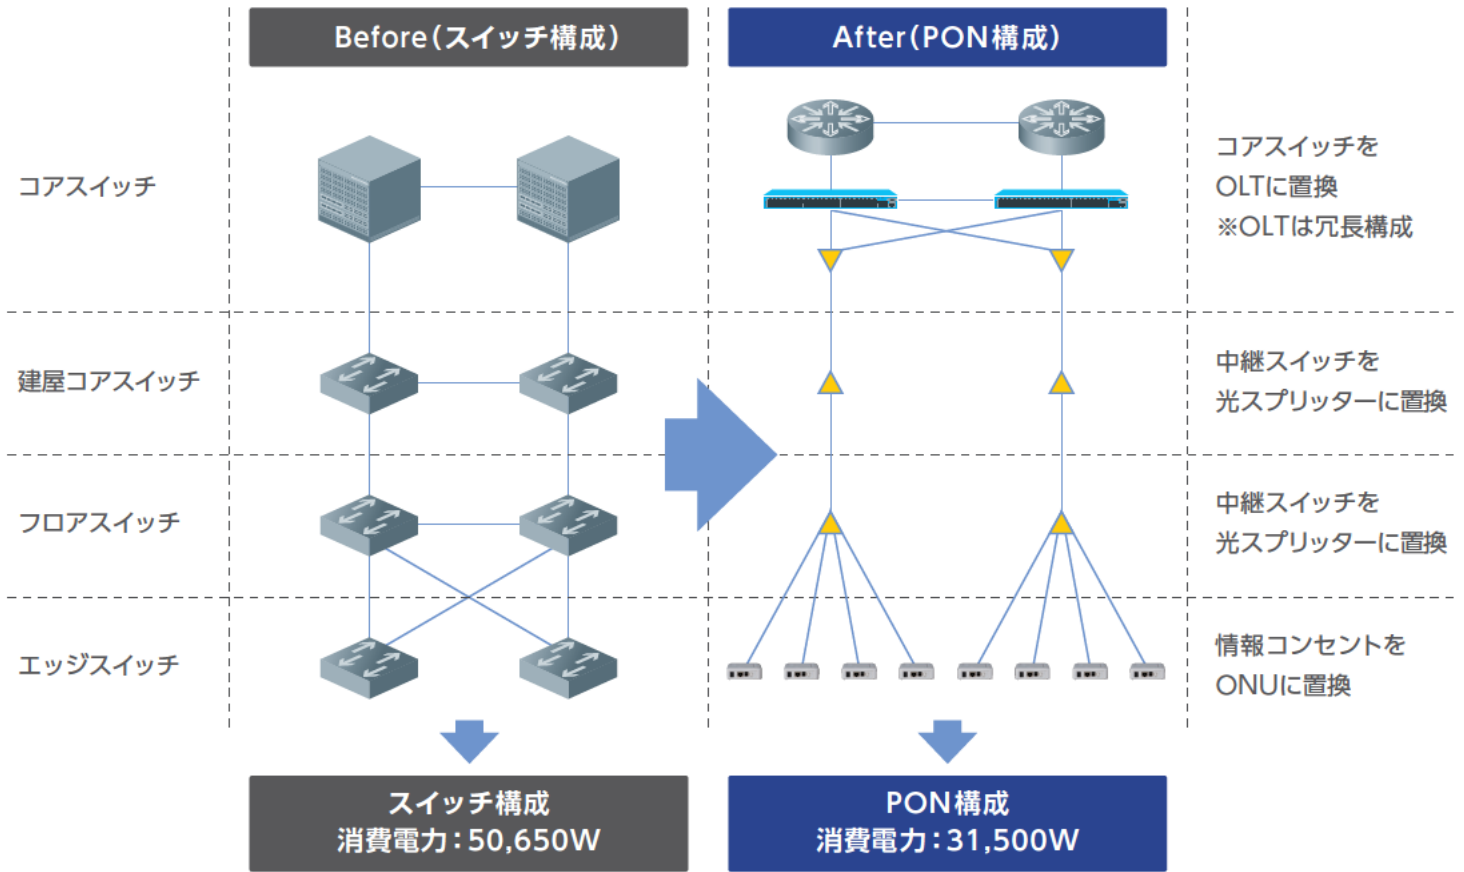 Before(スイッチ構成)
After(PON構成)
コアスイッチ
コアスイッチを
OLTに置換
※OLTは冗長構成
建屋コアスイッチ
中継スイッチを
光スプリッターに置換
フロアスイッチ
中継スイッチを
光スプリッターに置換
エッジスイッチ
情報コンセントを
ONUに置換
スイッチ構成
消費電力:50,650W
PON構成
消費電力:31,500W